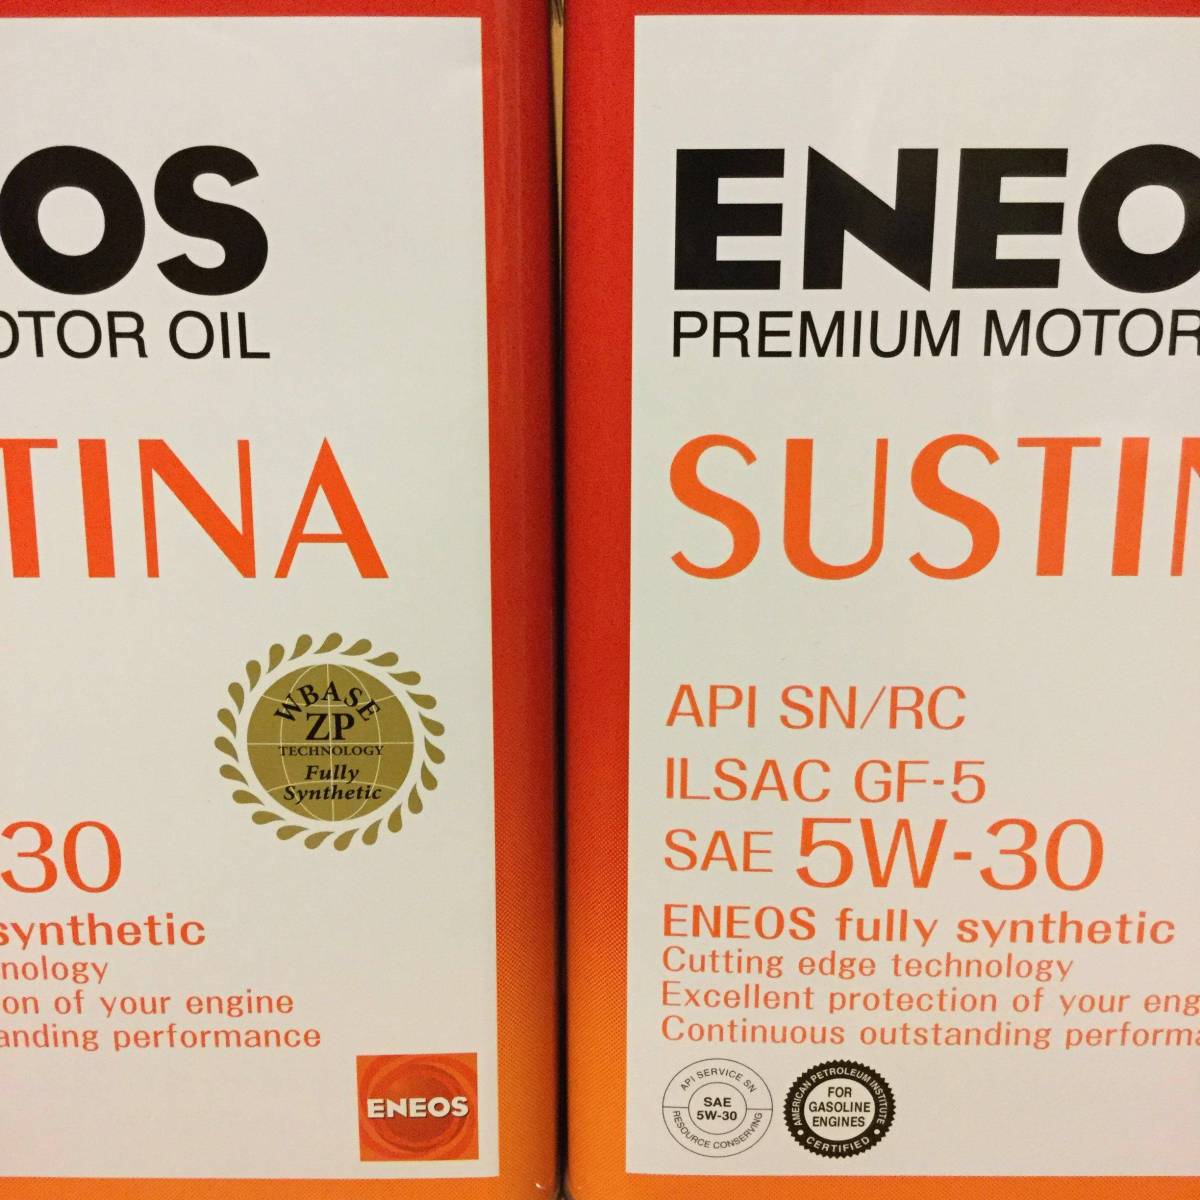 OS
OTOR OIL
TINA
WBASE
ZP
TECHNOLOGY
Fully
Synthetic
-30
synthetic
nology
on of your engine
anding performance
ENEOS
ENEO
PREMIUM MOTOR
SUSTIN
API SN/RC
ILSAC GF-5
SAE 5W-30
ENEOS fully synthetic
Cutting edge technology
Excellent protection of your eng
Continuous outstanding performa
API SERVICE SN
SAE
5W-30
RESOURCE CONSERVING
AMERICAN PETROLEUM INSTITUTE
FOR
GASOLINE
ENGINES
CERTIFIED